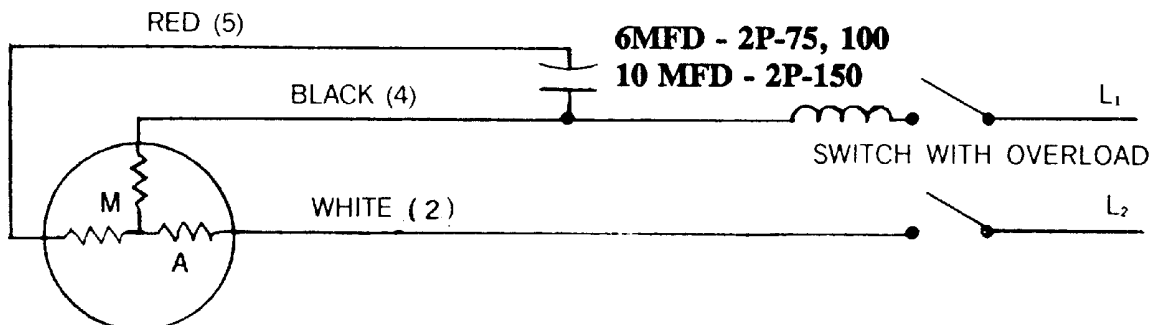 RED (5)
6MFD - 2P-75, 100
10 MFD - 2P-150
BLACK (4)
L₁
SWITCH WITH OVERLOAD
M
WHITE (2)
L₂
A